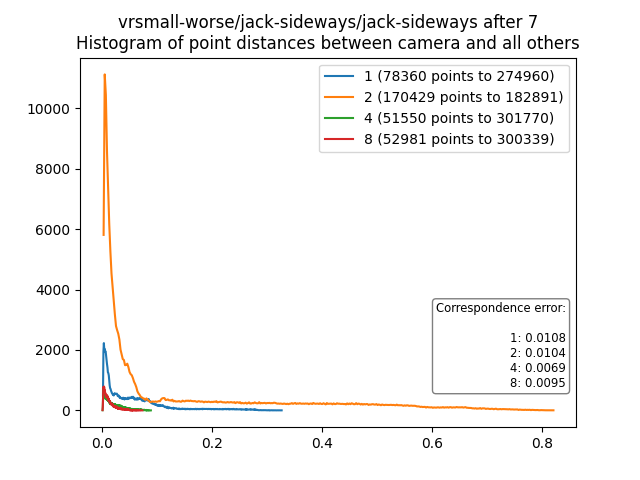 vrsmall-worse/jack-sideways/jack-sideways after 7
Histogram of point distances between camera and all others
1 (78360 points to 274960)
2 (170429 points to 182891)
4 (51550 points to 301770)
8 (52981 points to 300339)
10000
8000
6000
4000
2000
0
Correspondence error:
1: 0.0108
2: 0.0104
4: 0.0069
8: 0.0095
0.0 0.2 0.4 0.6 0.8